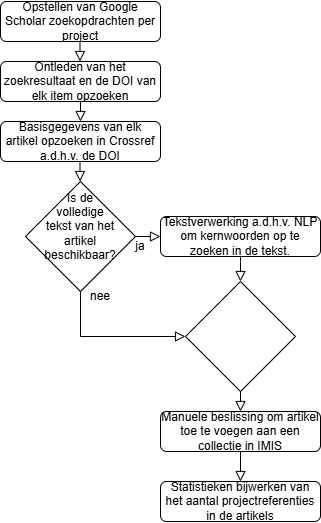 Opstellen van Google
Scholar zoekopdrachten per
project
Ontleden van het
zoekresultaat en de DOI van
elk item opzoeken
Basisgegevens van elk
artikel opzoeken in Crossref
a.d.h.v. de DOI
Is de
volledige
tekst van het
artikel
beschikbaar?
ja
Tekstverwerking a.d.h.v. NLP
om kernwoorden op te
zoeken in de tekst.
nee
Manuele beslissing om artikel
toe te voegen aan een
collectie in IMIS
Statistieken bijwerken van
het aantal projectreferenties
in de artikels